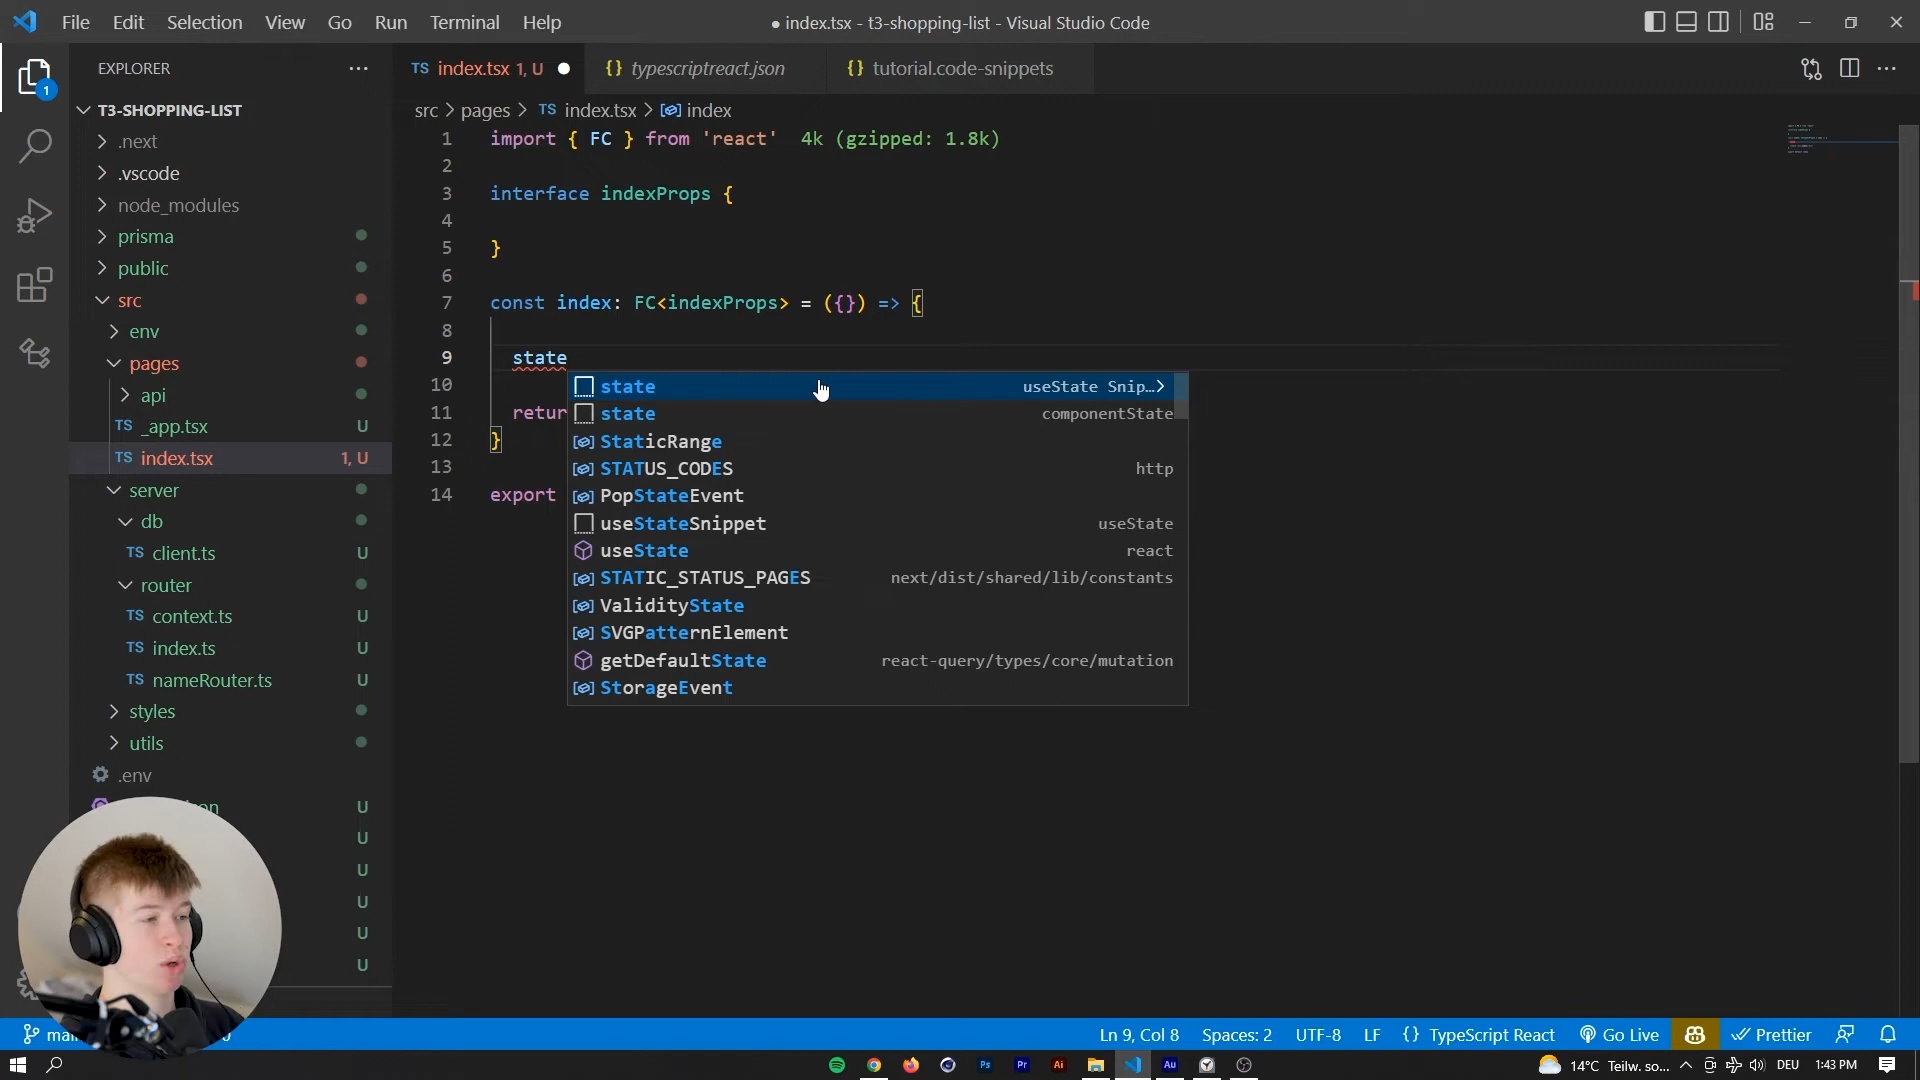 File Edit Selection View Go Run Terminal Help
● index.tsx - t3-shopping-list - Visual Studio Code
EXPLORER
1
T3-SHOPPING-LIST
.next
.vscode
node_modules
prisma
public
src
env
pages
api
TS _app.tsx U
TS index.tsx 1, U
server
db
TS client.ts U
router
TS context.ts U
TS index.ts U
TS nameRouter.ts U
styles
utils
.env
U
U
U
U
U
U
TS index.tsx 1, U ●
{} typescriptreact.json
{} tutorial.code-snippets
src > pages > TS index.tsx > index
1 import { FC } from 'react' 4k (gzipped: 1.8k)
2
3 interface indexProps {
4
5 }
6
7 const index: FC<indexProps> = ({}) => {
8
9 state
10
11 retur
12 }
13
14 export
state useState Snip…>
state componentState
StaticRange
STATUS_CODES http
PopStateEvent
useStateSnippet useState
useState react
STATIC_STATUS_PAGES next/dist/shared/lib/constants
ValidityState
SVGPatternElement
getDefaultState react-query/types/core/mutation
StorageEvent
Ln 9, Col 8 Spaces: 2 UTF-8 LF {} TypeScript React Go Live Prettier
Ps Pr Ai Au
14°C Teilw. so... DEU 1:43 PM